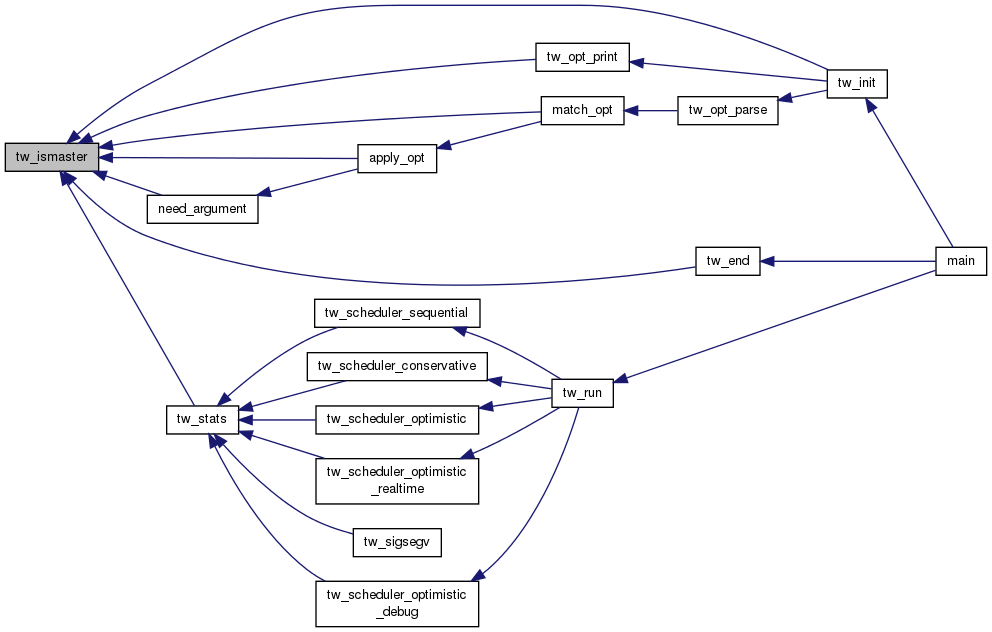 tw_opt_print
tw_init
match_opt
tw_opt_parse
tw_ismaster
apply_opt
need_argument
tw_end
main
tw_scheduler_sequential
tw_scheduler_conservative
tw_run
tw_stats
tw_scheduler_optimistic
tw_scheduler_optimistic
_realtime
tw_sigsegv
tw_scheduler_optimistic
_debug